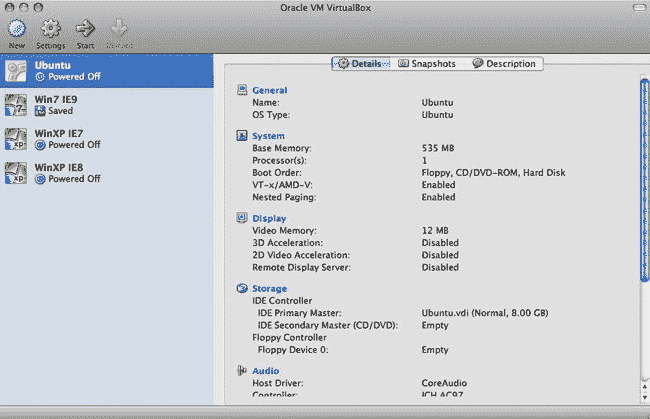 Oracle VM VirtualBox
New Settings Start Discard
Details Snapshots Description
Ubuntu
Powered Off
Win7 IE9
Saved
WinXP IE7
Powered Off
WinXP IE8
Powered Off
General
Name: Ubuntu
OS Type: Ubuntu
System
Base Memory: 535 MB
Processor(s): 1
Boot Order: Floppy, CD/DVD-ROM, Hard Disk
VT-x/AMD-V: Enabled
Nested Paging: Enabled
Display
Video Memory: 12 MB
3D Acceleration: Disabled
2D Video Acceleration: Disabled
Remote Display Server: Disabled
Storage
IDE Controller
IDE Primary Master: Ubuntu.vdi (Normal, 8.00 GB)
IDE Secondary Master (CD/DVD): Empty
Floppy Controller
Floppy Device 0: Empty
Audio
Host Driver: CoreAudio
Controller: ICH AC97